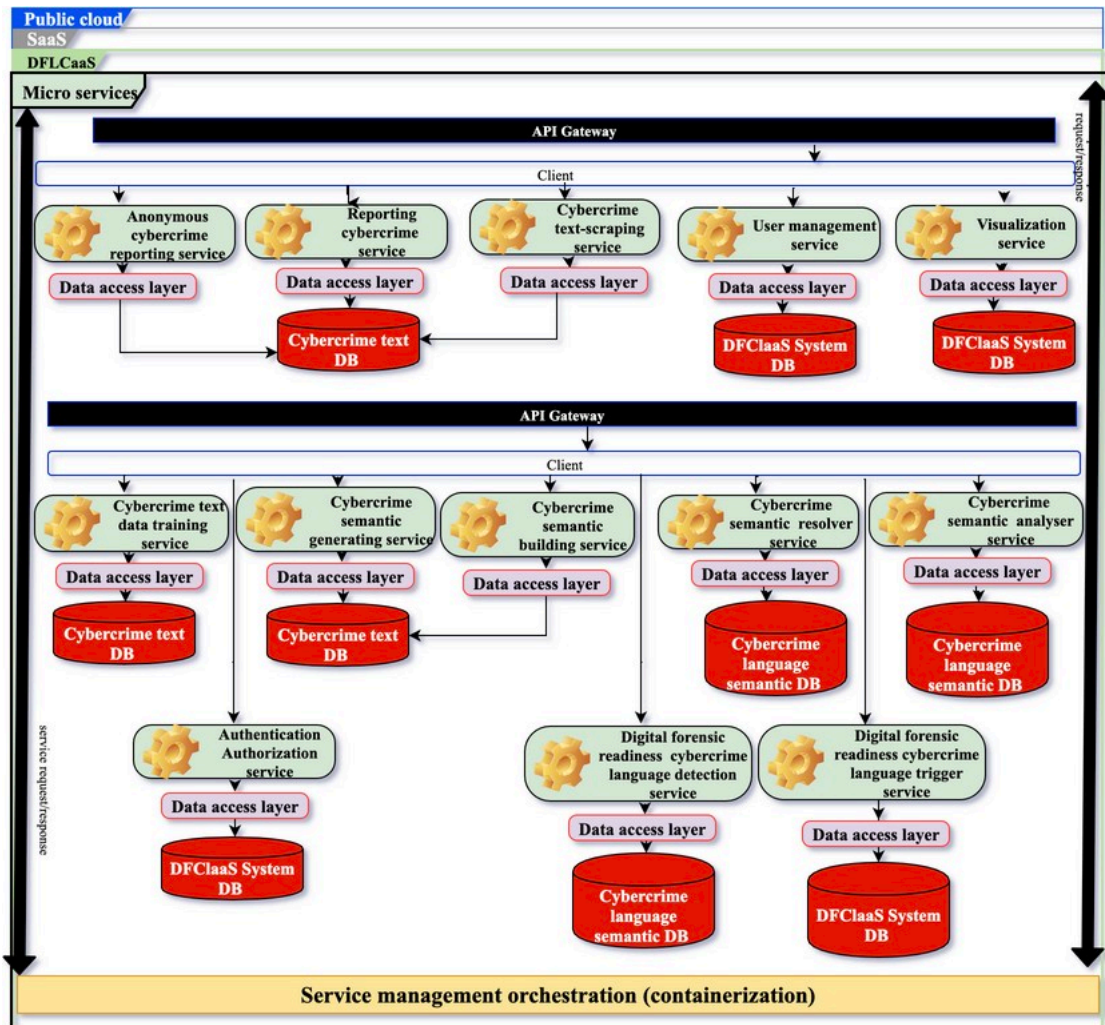 Public cloud
SaaS
DFLCaaS
Micro services
API Gateway
request/response
Client
Anonymous
cybercrime
reporting service
Reporting
cybercrime
service
Cybercrime
text-scraping
service
User management
service
Visualization
service
Data access layer
Data access layer
Data access layer
Data access layer
Data access layer
Cybercrime text
DB
DFClaaS System
DB
DFClaaS System
DB
API Gateway
Client
Cybercrime text
data training
service
Cybercrime
semantic
generating service
Cybercrime
semantic
building service
Cybercrime
semantic resolver
service
Cybercrime
semantic analyser
service
Data access layer
Data access layer
Data access layer
Data access layer
Data access layer
Cybercrime text
DB
Cybercrime text
DB
Cybercrime
language
semantic DB
Cybercrime
language
semantic DB
service request/response
Authentication
Authorization
service
Digital forensic
readiness cybercrime
language detection
service
Digital forensic
readiness cybercrime
language trigger
service
Data access layer
Data access layer
Data access layer
DFClaaS System
DB
Cybercrime
language
semantic DB
DFClaaS System
DB
Service management orchestration (containerization)